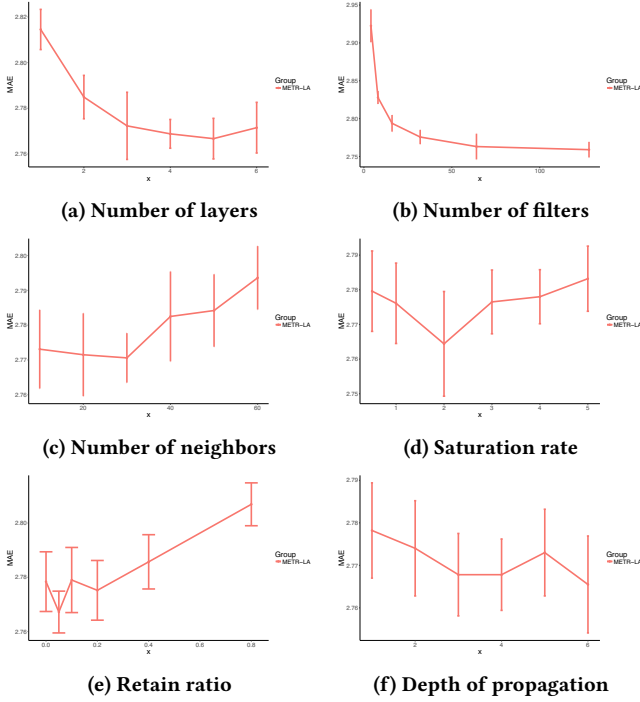 2.82
2.80
2.78
2.76
MAE
2 4 6
x
Group
METR-LA
(a) Number of layers
2.95
2.90
2.85
2.80
2.75
MAE
0 50 100
x
Group
METR-LA
(b) Number of filters
2.80
2.79
2.78
2.77
2.76
MAE
20 40 60
x
Group
METR-LA
(c) Number of neighbors
2.79
2.78
2.77
2.76
2.75
MAE
1 2 3 4 5
x
Group
METR-LA
(d) Saturation rate
2.80
2.78
2.76
MAE
0.0 0.2 0.4 0.6 0.8
x
Group
METR-LA
(e) Retain ratio
2.79
2.78
2.77
2.76
MAE
2 4 6
x
Group
METR-LA
(f) Depth of propagation